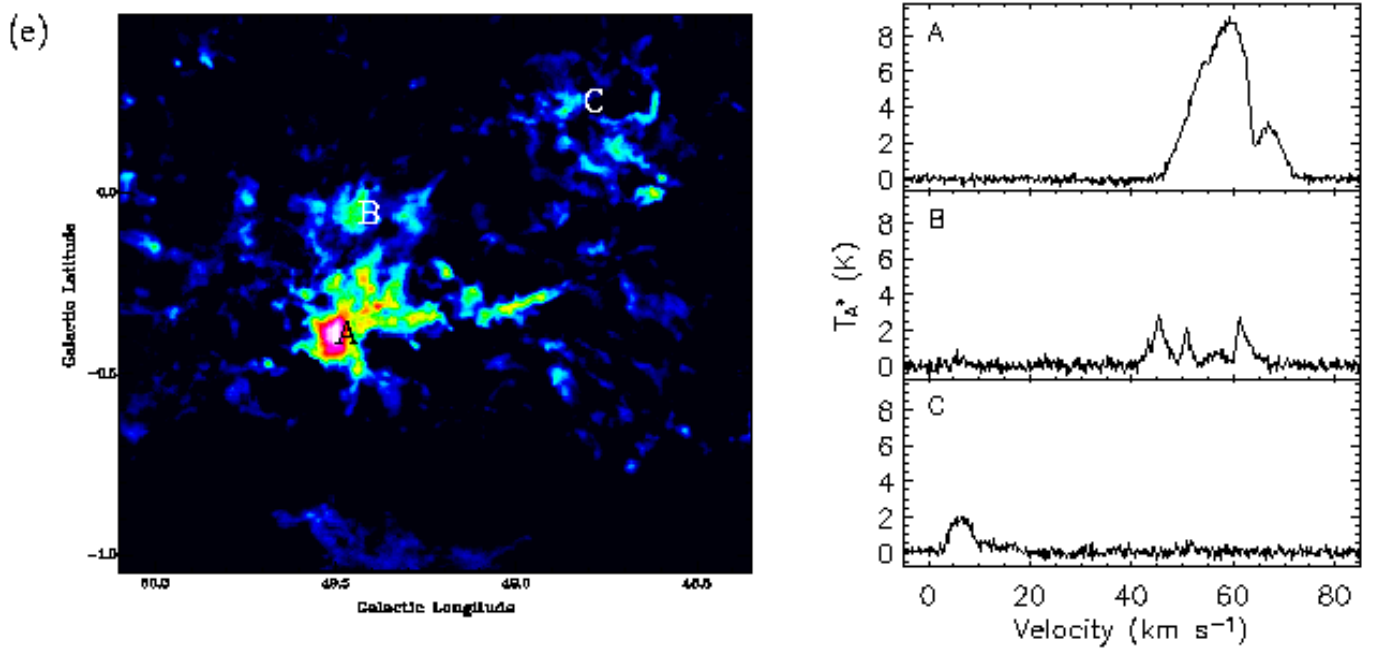 (e)
C
B
A
0.0
-0.5
-1.0
Galactic Latitude
50.0 49.5 49.0 48.5
Galactic Longitude
A
8
6
4
2
0
B
8
6
4
2
0
C
8
6
4
2
0
T_A* (K)
0 20 40 60 80
Velocity (km s⁻¹)